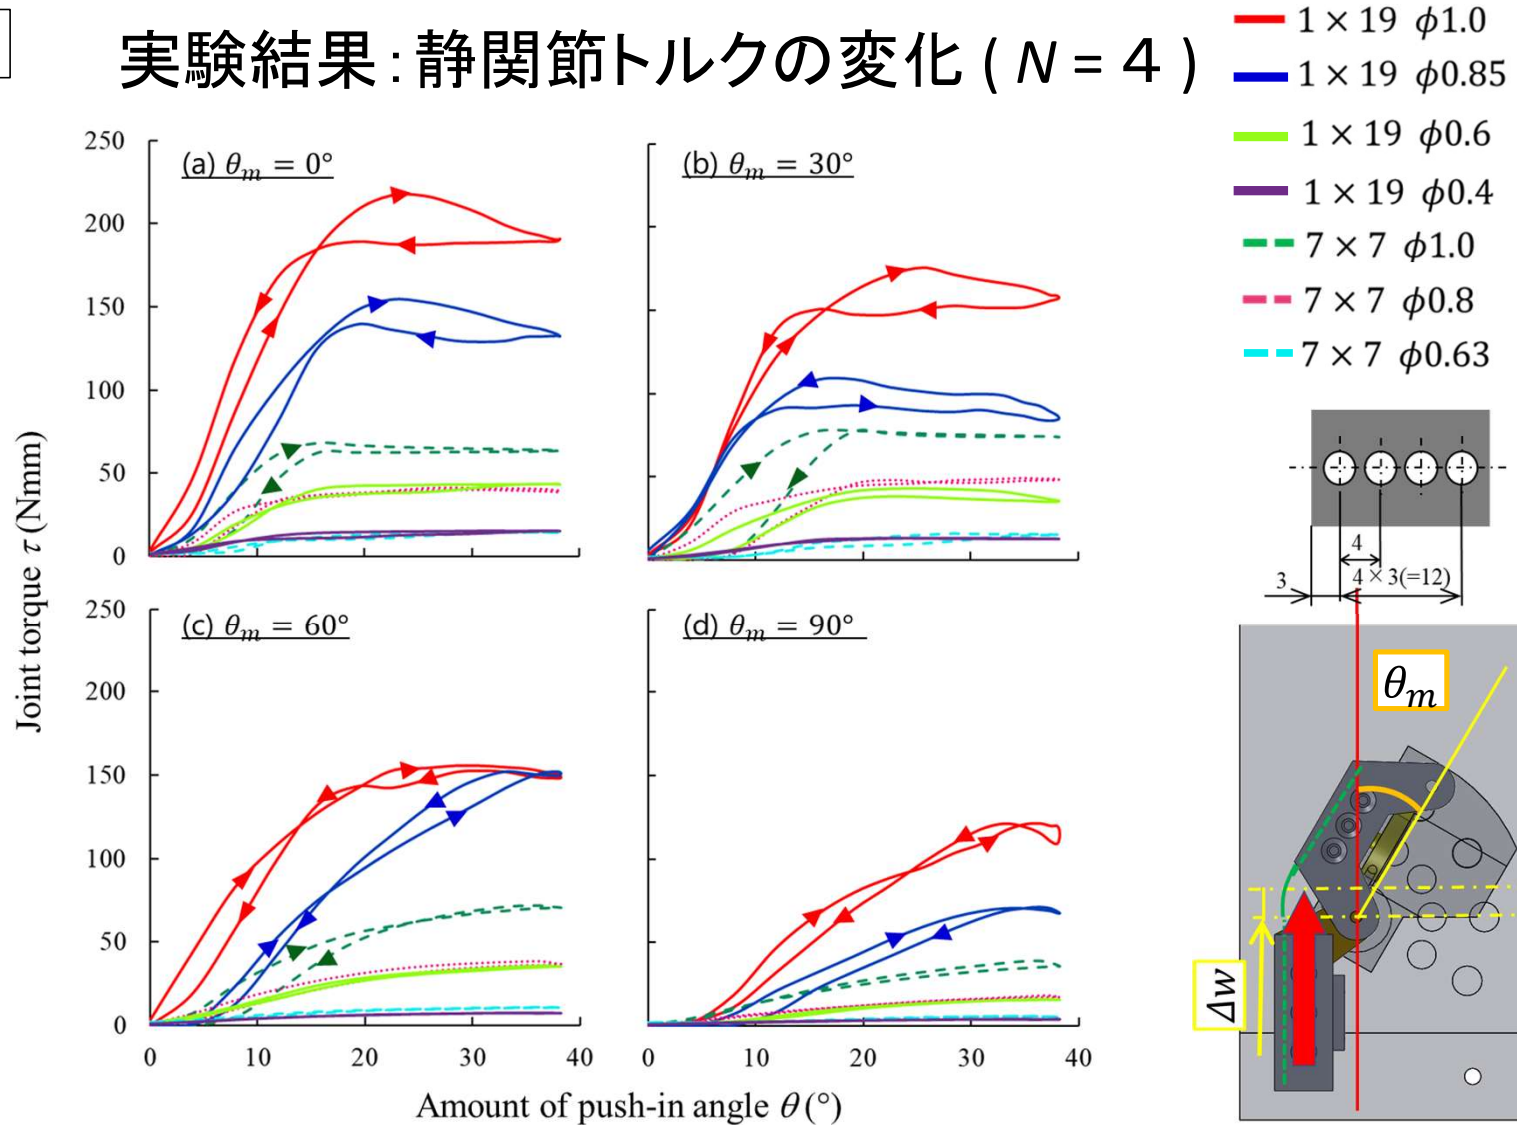 実験結果：静関節トルクの変化 ( N = 4 )
1 × 19 ϕ1.0
1 × 19 ϕ0.85
1 × 19 ϕ0.6
1 × 19 ϕ0.4
7 × 7 ϕ1.0
7 × 7 ϕ0.8
7 × 7 ϕ0.63
Joint torque τ (Nmm)
(a) θm = 0°
250
200
150
100
50
0
(b) θm = 30°
(c) θm = 60°
250
200
150
100
50
0
0 10 20 30 40
(d) θm = 90°
0 10 20 30 40
Amount of push-in angle θ (°)
4
3
4 × 3(=12)
θm
Δw